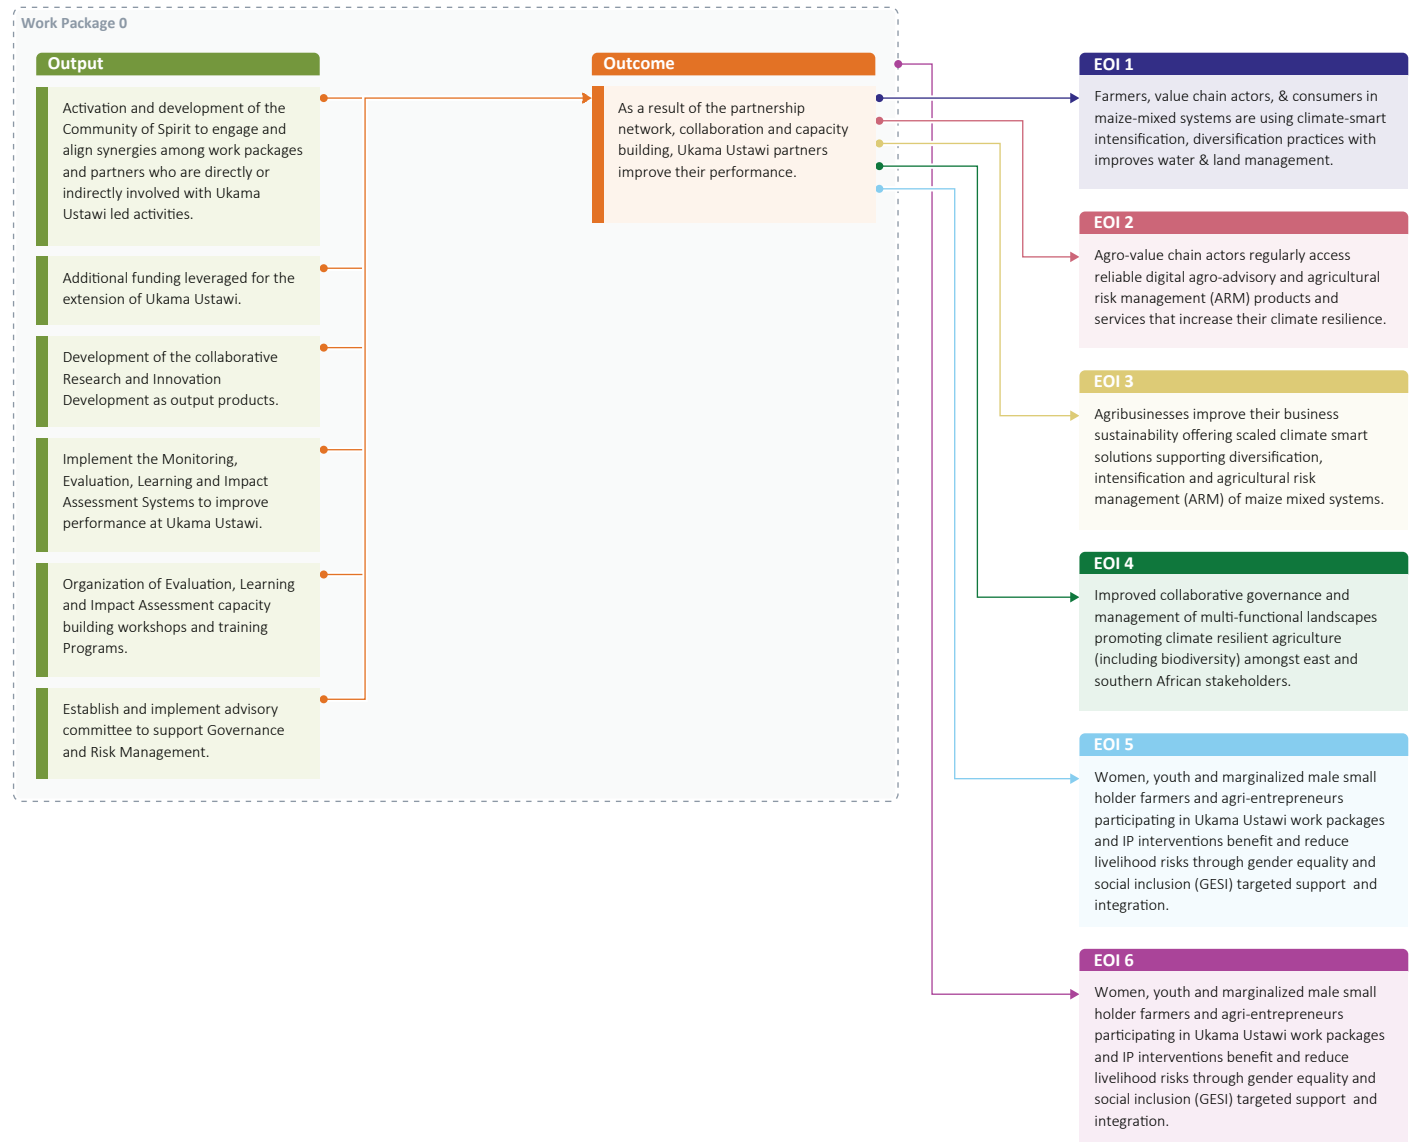 Work Package 0
Output
Activation and development of the
Community of Spirit to engage and
align synergies among work packages
and partners who are directly or
indirectly involved with Ukama
Ustawi led activities.
Additional funding leveraged for the
extension of Ukama Ustawi.
Development of the collaborative
Research and Innovation
Development as output products.
Implement the Monitoring,
Evaluation, Learning and Impact
Assessment Systems to improve
performance at Ukama Ustawi.
Organization of Evaluation, Learning
and Impact Assessment capacity
building workshops and training
Programs.
Establish and implement advisory
committee to support Governance
and Risk Management.
Outcome
As a result of the partnership
network, collaboration and capacity
building, Ukama Ustawi partners
improve their performance.
EOI 1
Farmers, value chain actors, & consumers in
maize-mixed systems are using climate-smart
intensification, diversification practices with
improves water & land management.
EOI 2
Agro-value chain actors regularly access
reliable digital agro-advisory and agricultural
risk management (ARM) products and
services that increase their climate resilience.
EOI 3
Agribusinesses improve their business
sustainability offering scaled climate smart
solutions supporting diversification,
intensification and agricultural risk
management (ARM) of maize mixed systems.
EOI 4
Improved collaborative governance and
management of multi-functional landscapes
promoting climate resilient agriculture
(including biodiversity) amongst east and
southern African stakeholders.
EOI 5
Women, youth and marginalized male small
holder farmers and agri-entrepreneurs
participating in Ukama Ustawi work packages
and IP interventions benefit and reduce
livelihood risks through gender equality and
social inclusion (GESI) targeted support  and
integration.
EOI 6
Women, youth and marginalized male small
holder farmers and agri-entrepreneurs
participating in Ukama Ustawi work packages
and IP interventions benefit and reduce
livelihood risks through gender equality and
social inclusion (GESI) targeted support  and
integration.